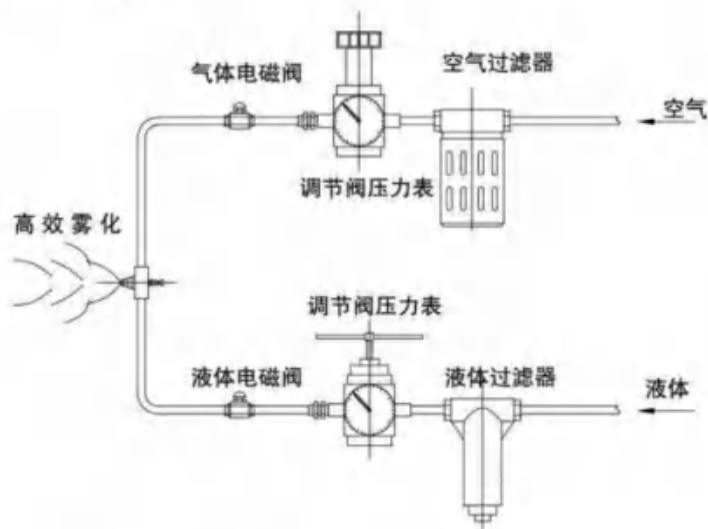 空气过滤器
气体电磁阀
空气
调节阀压力表
高效雾化
调节阀压力表
液体电磁阀
液体过滤器
液体